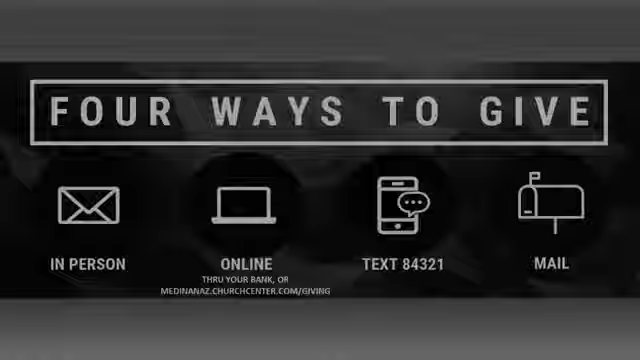 FOUR WAYS TO GIVE
IN PERSON
ONLINE
THRU YOUR BANK, OR
MEDINANAZ.CHURCHCENTER.COM/GIVING
TEXT 84321
MAIL